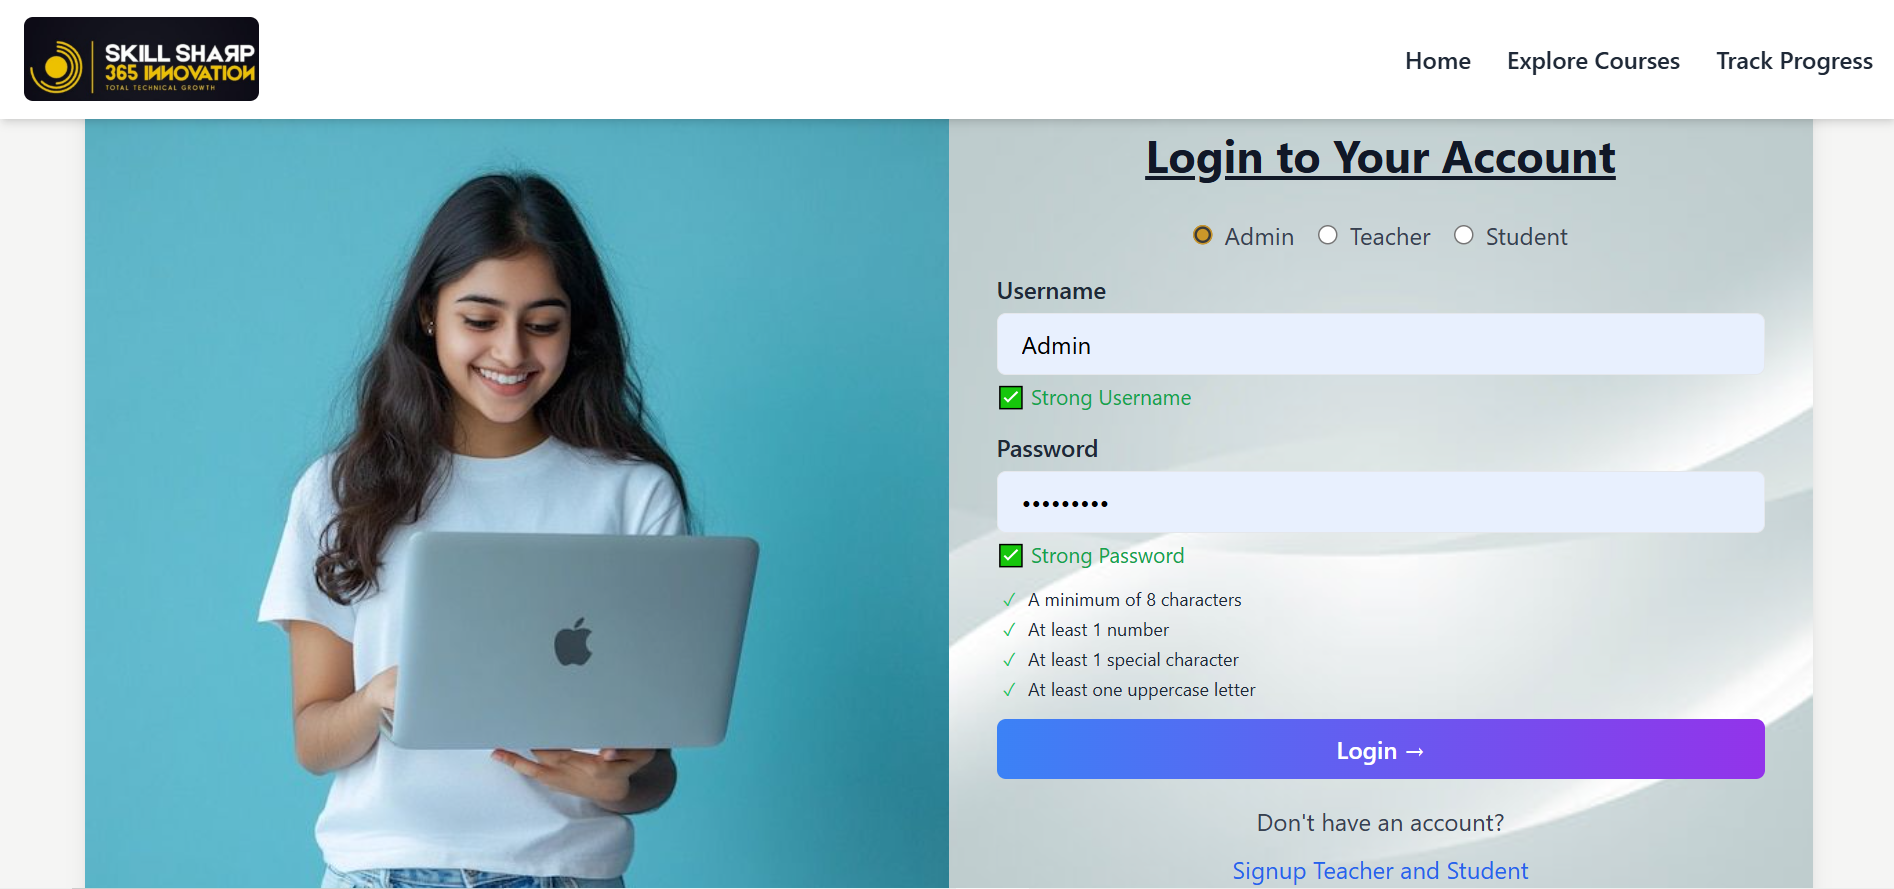 SKILL SHARP
365 INNOVATION
TOTAL TECHNICAL GROWTH
Home Explore Courses Track Progress
Login to Your Account
Admin Teacher Student
Username
Admin
Strong Username
Password
•••••••••
Strong Password
✓ A minimum of 8 characters
✓ At least 1 number
✓ At least 1 special character
✓ At least one uppercase letter
Login →
Don't have an account?
Signup Teacher and Student